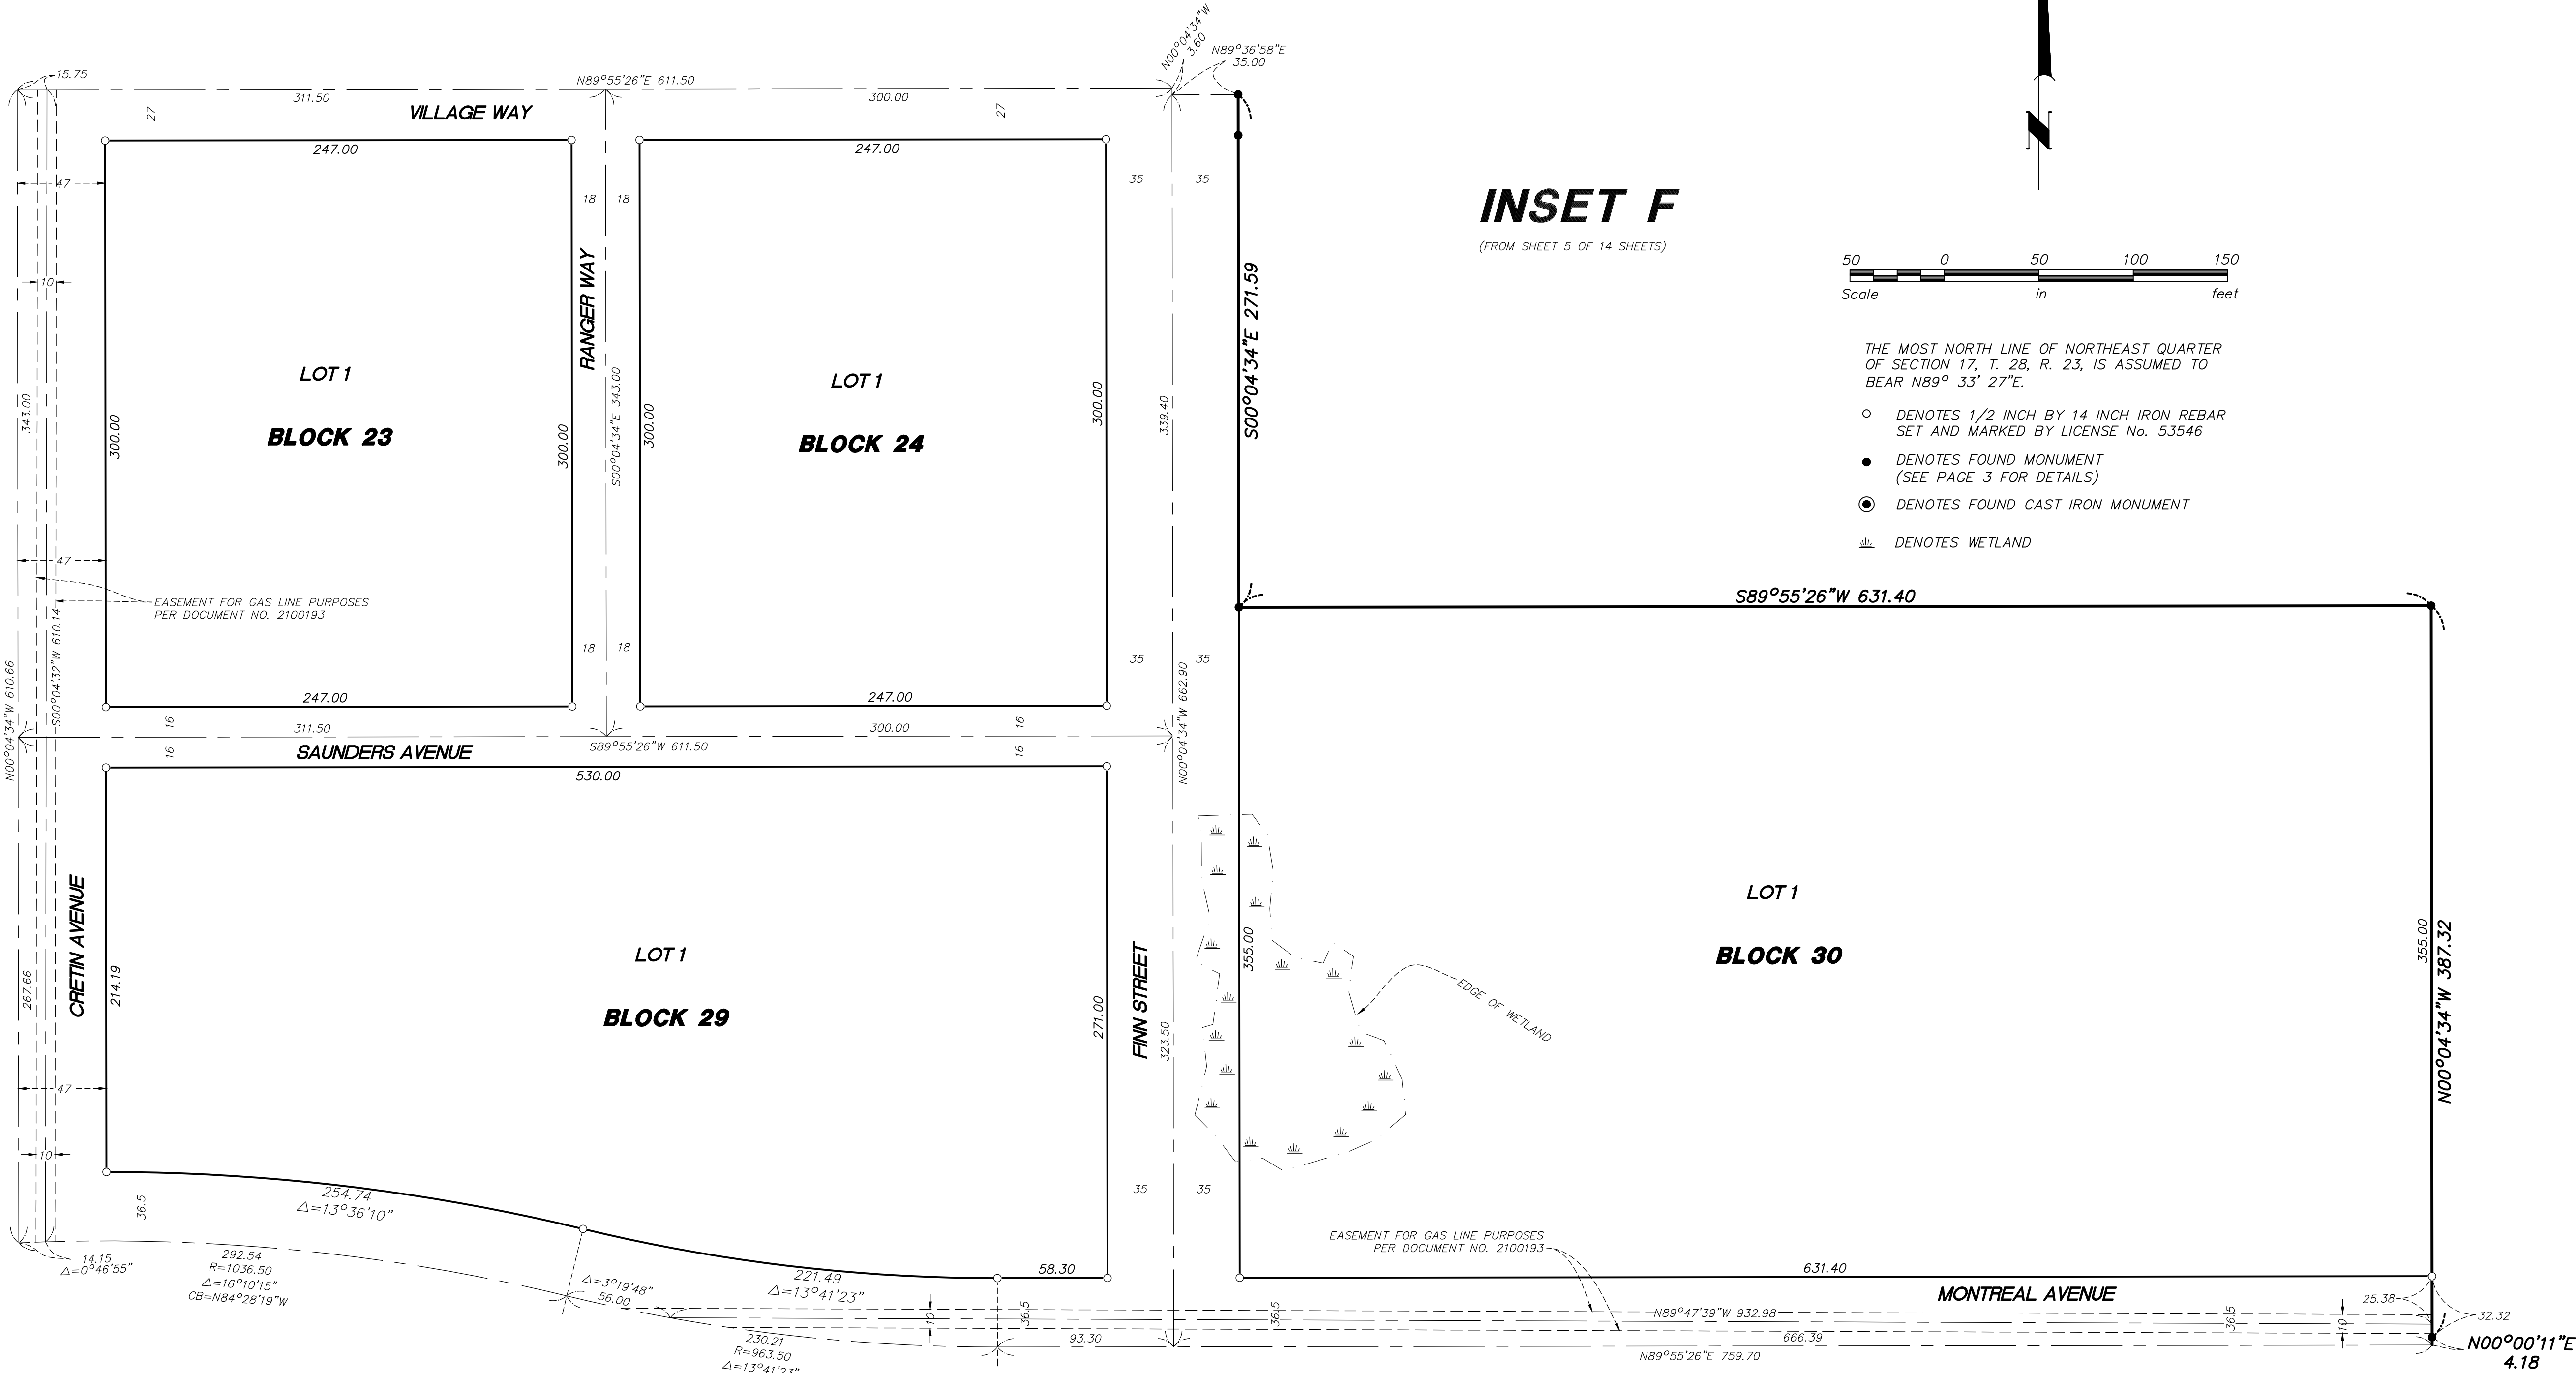 N00°04'34"W
3.60
N89°36'58"E
35.00
15.75
N89°55'26"E 611.50
311.50
300.00
27
VILLAGE WAY
27
247.00
247.00
47
18
18
35
35
10
RANGER WAY
LOT 1
BLOCK 23
LOT 1
BLOCK 24
343.00
300.00
300.00
S00°04'34"E 343.00
300.00
300.00
339.40
S00°04'34"E 271.59
47
EASEMENT FOR GAS LINE PURPOSES
PER DOCUMENT NO. 2100193
18
18
35
35
N00°04'34"W 610.66
S00°04'32"W 610.14
247.00
247.00
16
311.50
300.00
16
S89°55'26"W 611.50
16
SAUNDERS AVENUE
16
530.00
N00°04'34"W 662.90
INSET F
(FROM SHEET 5 OF 14 SHEETS)
50 0 50 100 150
Scale in feet
N
THE MOST NORTH LINE OF NORTHEAST QUARTER
OF SECTION 17, T. 28, R. 23, IS ASSUMED TO
BEAR N89° 33' 27"E.
DENOTES 1/2 INCH BY 14 INCH IRON REBAR
SET AND MARKED BY LICENSE No. 53546
DENOTES FOUND MONUMENT
(SEE PAGE 3 FOR DETAILS)
DENOTES FOUND CAST IRON MONUMENT
DENOTES WETLAND
S89°55'26"W 631.40
CRETIN AVENUE
267.66
214.19
LOT 1
BLOCK 29
271.00
FINN STREET
323.50
355.00
EDGE OF WETLAND
LOT 1
BLOCK 30
355.00
N00°04'34"W 387.32
47
10
36.5
254.74
△=13°36'10"
35
35
14.15
△=0°46'55"
292.54
R=1036.50
△=16°10'15"
CB=N84°28'19"W
△=3°19'48"
56.00
221.49
△=13°41'23"
58.30
10
36.5
230.21
R=963.50
△=13°41'23"
93.30
36.5
EASEMENT FOR GAS LINE PURPOSES
PER DOCUMENT NO. 2100193
631.40
MONTREAL AVENUE
N89°47'39"W 932.98
666.39
N89°55'26"E 759.70
36.5
10
25.38
32.32
N00°00'11"E
4.18